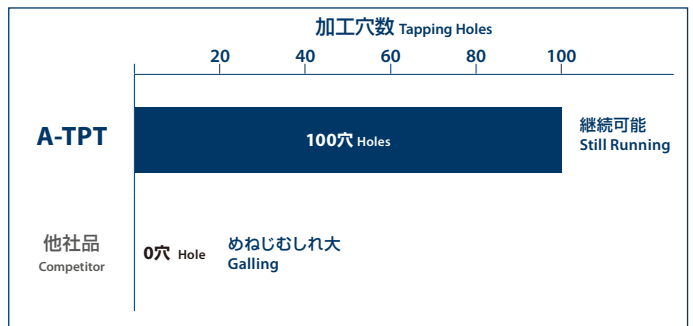 加工穴数 Tapping Holes
20 40 60 80 100
A-TPT
100穴 Holes
継続可能
Still Running
他社品
Competitor
0穴 Hole
めねじむしれ大
Galling